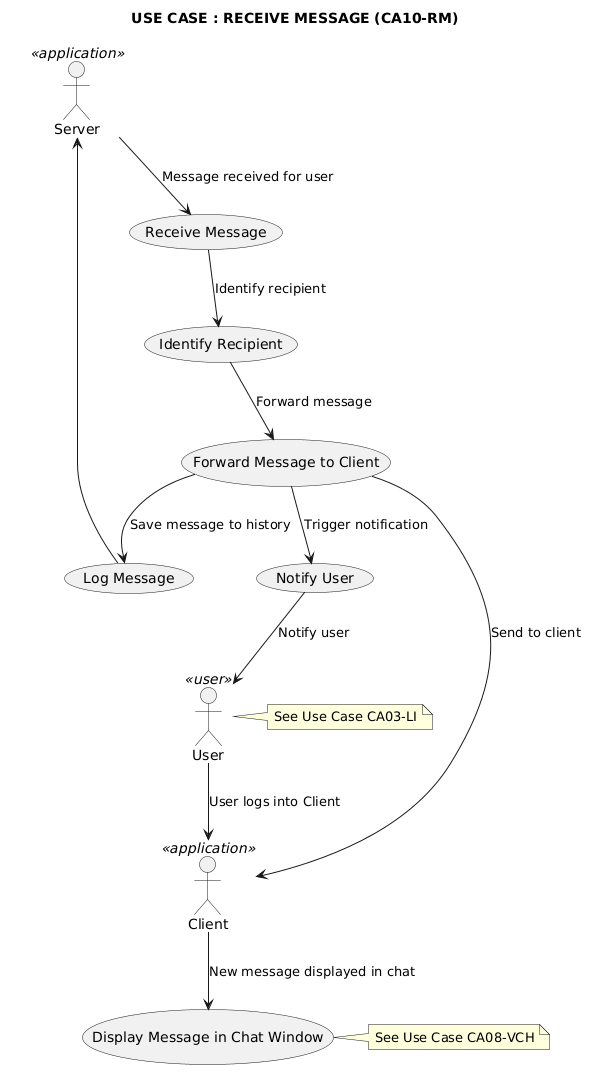 USE CASE : RECEIVE MESSAGE (CA10-RM)
«application»
Server
Message received for user
Receive Message
Identify recipient
Identify Recipient
Forward message
Forward Message to Client
Save message to history
Trigger notification
Log Message
Notify User
Notify user
Send to client
«user»
See Use Case CA03-LI
User
User logs into Client
«application»
Client
New message displayed in chat
Display Message in Chat Window
See Use Case CA08-VCH